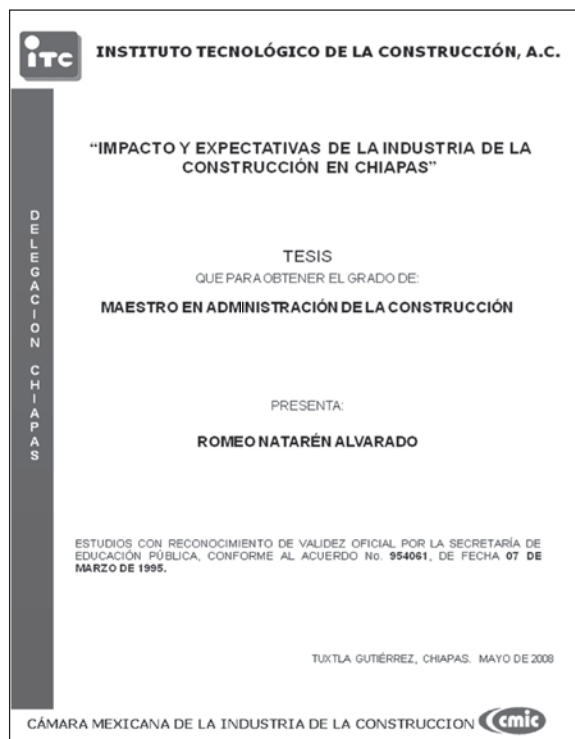 iTC
INSTITUTO TECNOLÓGICO DE LA CONSTRUCCIÓN, A.C.
“IMPACTO Y EXPECTATIVAS DE LA INDUSTRIA DE LA
CONSTRUCCIÓN EN CHIAPAS”
DELEGACION CHIAPAS
TESIS
QUE PARA OBTENER EL GRADO DE:
MAESTRO EN ADMINISTRACIÓN DE LA CONSTRUCCIÓN
PRESENTA:
ROMEO NATARÉN ALVARADO
ESTUDIOS CON RECONOCIMIENTO DE VALIDEZ OFICIAL POR LA SECRETARÍA DE
EDUCACIÓN PÚBLICA, CONFORME AL ACUERDO No. 954061, DE FECHA 07 DE
MARZO DE 1995.
TUXTLA GUTIÉRREZ, CHIAPAS. MAYO DE 2008
CÁMARA MEXICANA DE LA INDUSTRIA DE LA CONSTRUCCION
cmic